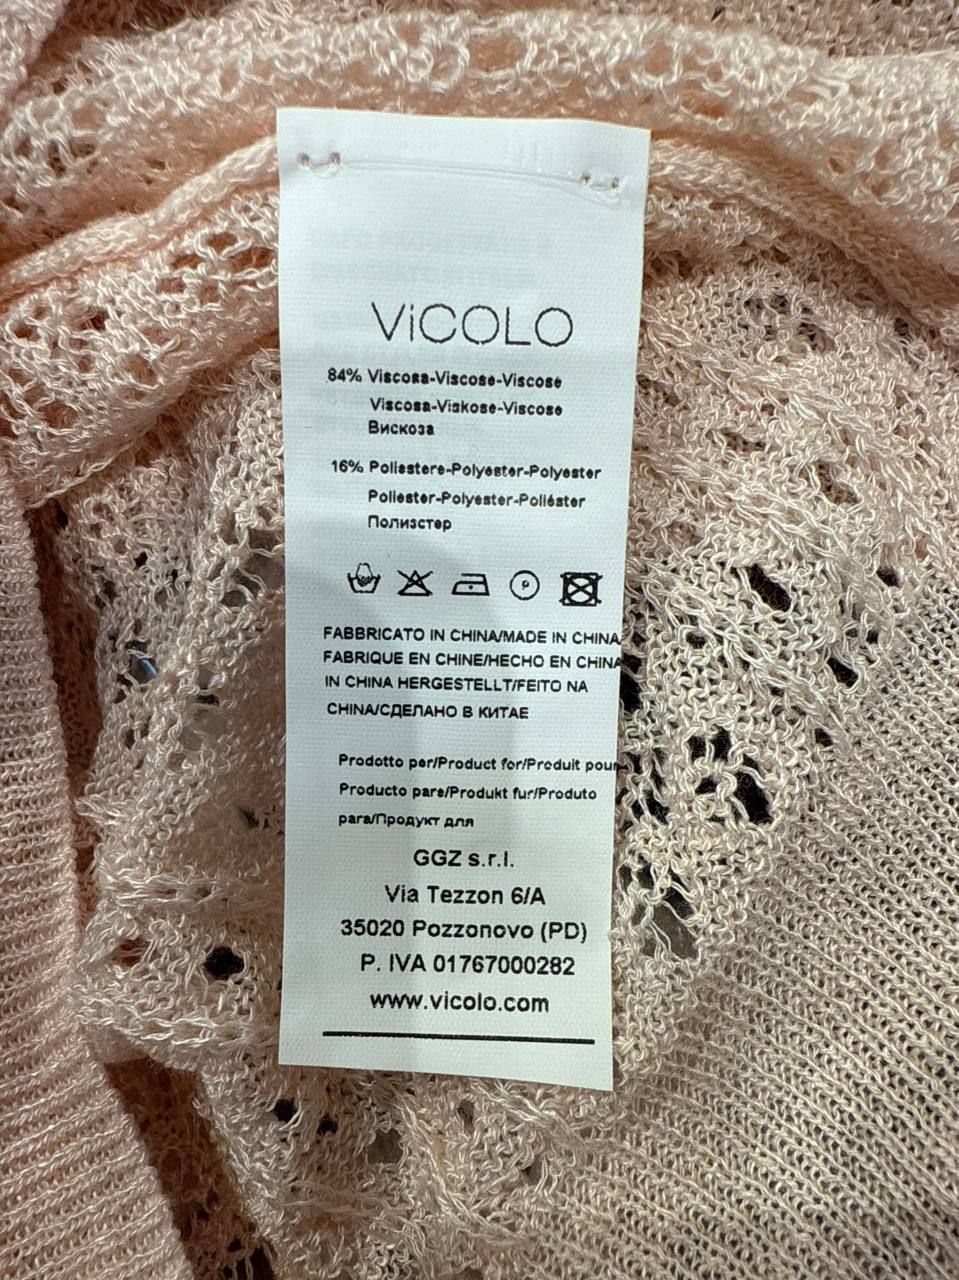 ViCOLO
84% Viscosa-Viscose-Viscose
Viscosa-Viskose-Viscose
Вискоза
16% Poliestere-Polyester-Polyester
Poliester-Polyester-Poliéster
Полиэстер
P
FABBRICATO IN CHINA/MADE IN CHINA
FABRIQUE EN CHINE/HECHO EN CHINA
IN CHINA HERGESTELLT/FEITO NA
CHINA/СДЕЛАНО В КИТАЕ
Prodotto per/Product for/Produit pour
Producto para/Produkt fur/Produto
para/Продукт для
GGZ s.r.l.
Via Tezzon 6/A
35020 Pozzonovo (PD)
P. IVA 01767000282
www.vicolo.com